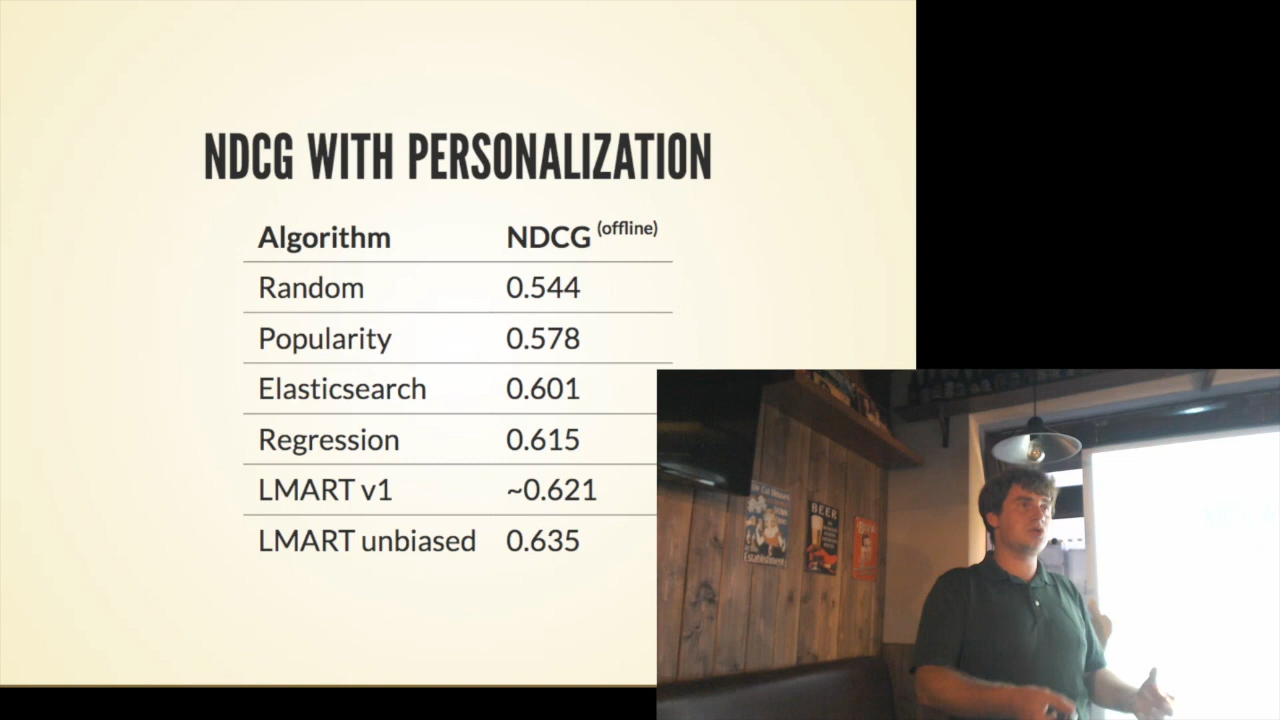 NDCG WITH PERSONALIZATION
Algorithm NDCG (offline)
Random 0.544
Popularity 0.578
Elasticsearch 0.601
Regression 0.615
LMART v1 ~0.621
LMART unbiased 0.635
BEER